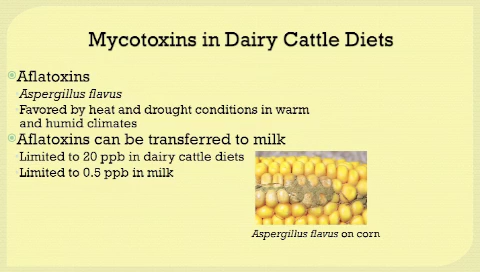 Mycotoxins in Dairy Cattle Diets
Aflatoxins
Aspergillus flavus
Favored by heat and drought conditions in warm
and humid climates
Aflatoxins can be transferred to milk
Limited to 20 ppb in dairy cattle diets
Limited to 0.5 ppb in milk
Aspergillus flavus on corn